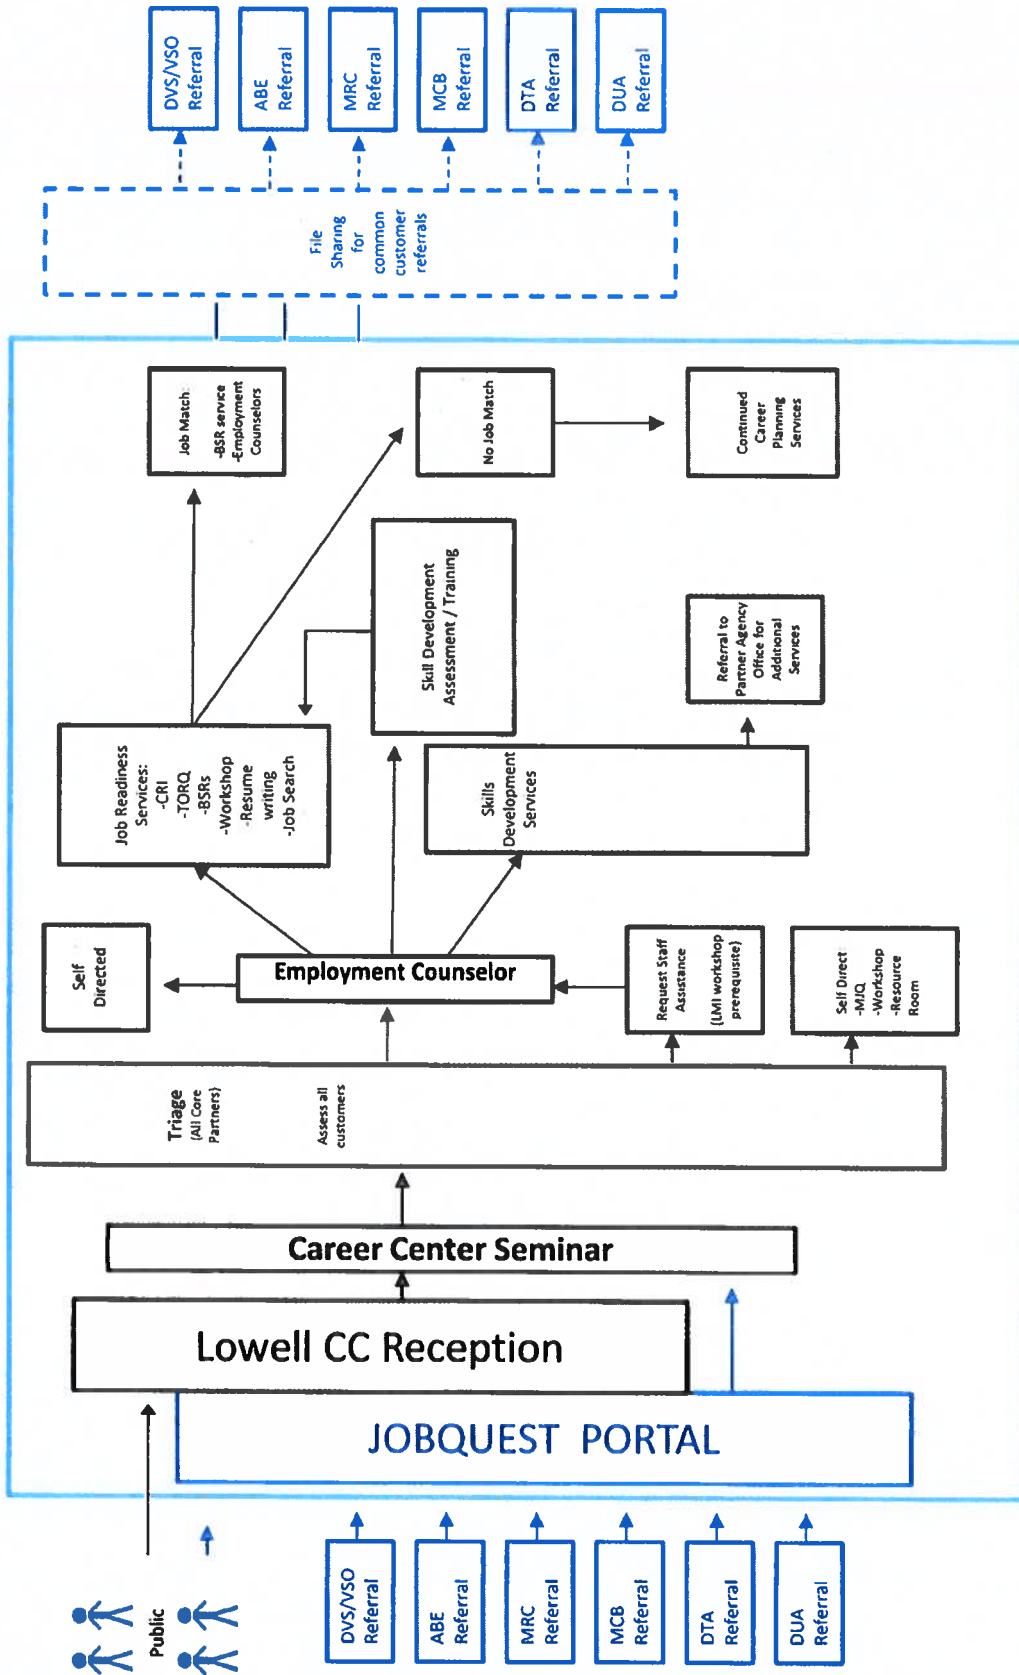 Public
DVS/VSO
Referral
ABE
Referral
MRC
Referral
MCB
Referral
DTA
Referral
DUA
Referral
JOBQUEST PORTAL
Lowell CC Reception
Career Center Seminar
Triage
(All Core
Partners)
Assess all
customers
Self
Directed
Employment Counselor
Request Staff
Assistance
(LMI workshop
prerequisite)
Self Direct:
-MJQ
-Workshop
-Resource
Room
Job Readiness
Services:
-CRI
-TORQ
-BSRs
-Workshop
-Resume
writing
-Job Search
Skill Development
Assessment / Training
Skills
Development
Services
Referral to
Partner Agency
Office for
Additional
Services
Job Match:
-BSR service
-Employment
Counselors
No Job Match
Continued
Career
Planning
Services
File
Sharing
for
common
customer
referrals
DVS/VSO
Referral
ABE
Referral
MRC
Referral
MCB
Referral
DTA
Referral
DUA
Referral